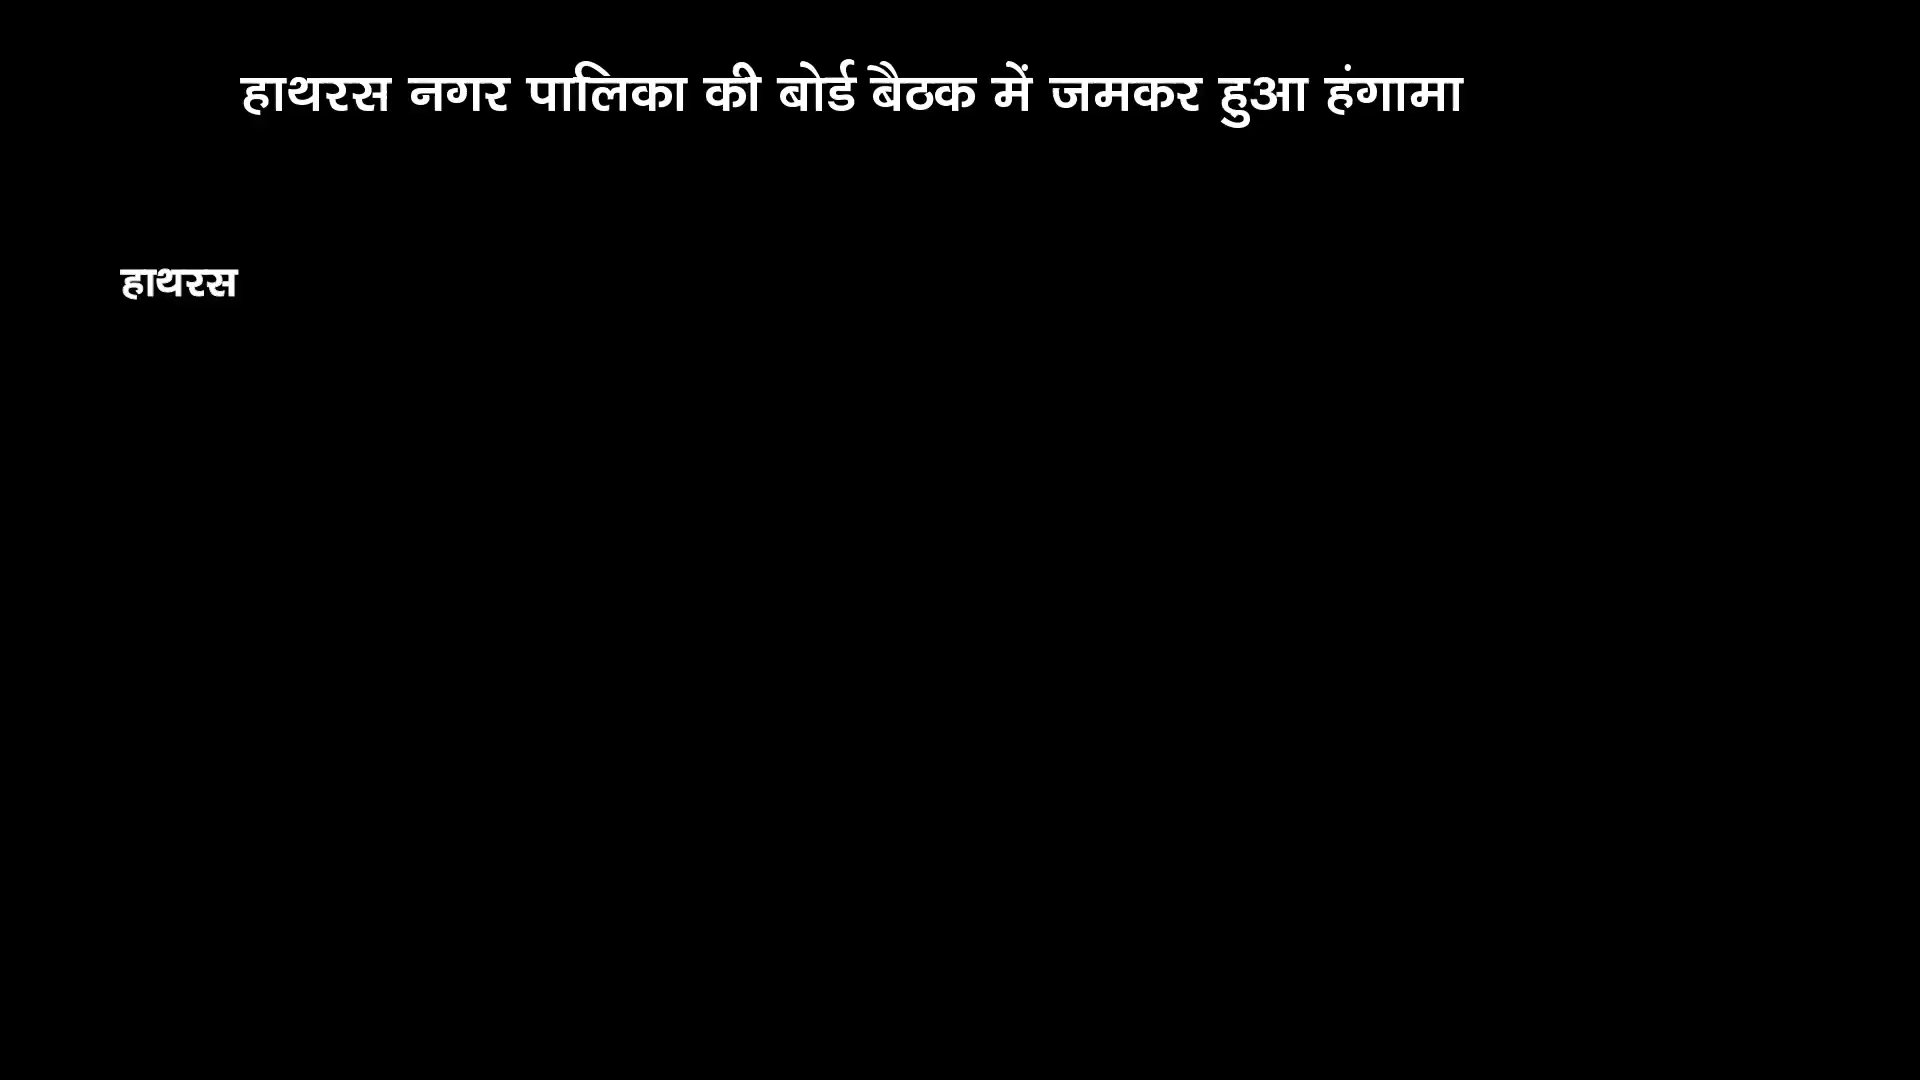 हाथरस नगर पालिका की बोर्ड बैठक में जमकर हुआ हंगामा
हाथरस